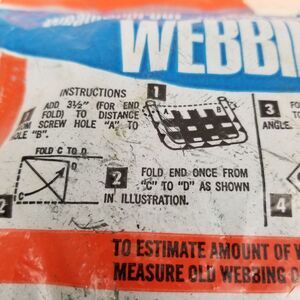 WEBBI
INSTRUCTIONS
1
ADD 3½" (FOR END
FOLD) TO DISTANCE
SCREW HOLE "A" TO
"B".
A
B
FOLD C TO D
D
C
2
2
FOLD END ONCE FROM
"C" TO "D" AS SHOWN
IN ILLUSTRATION.
3
ANGLE.
4
TO ESTIMATE AMOUNT OF
MEASURE OLD WEBBING